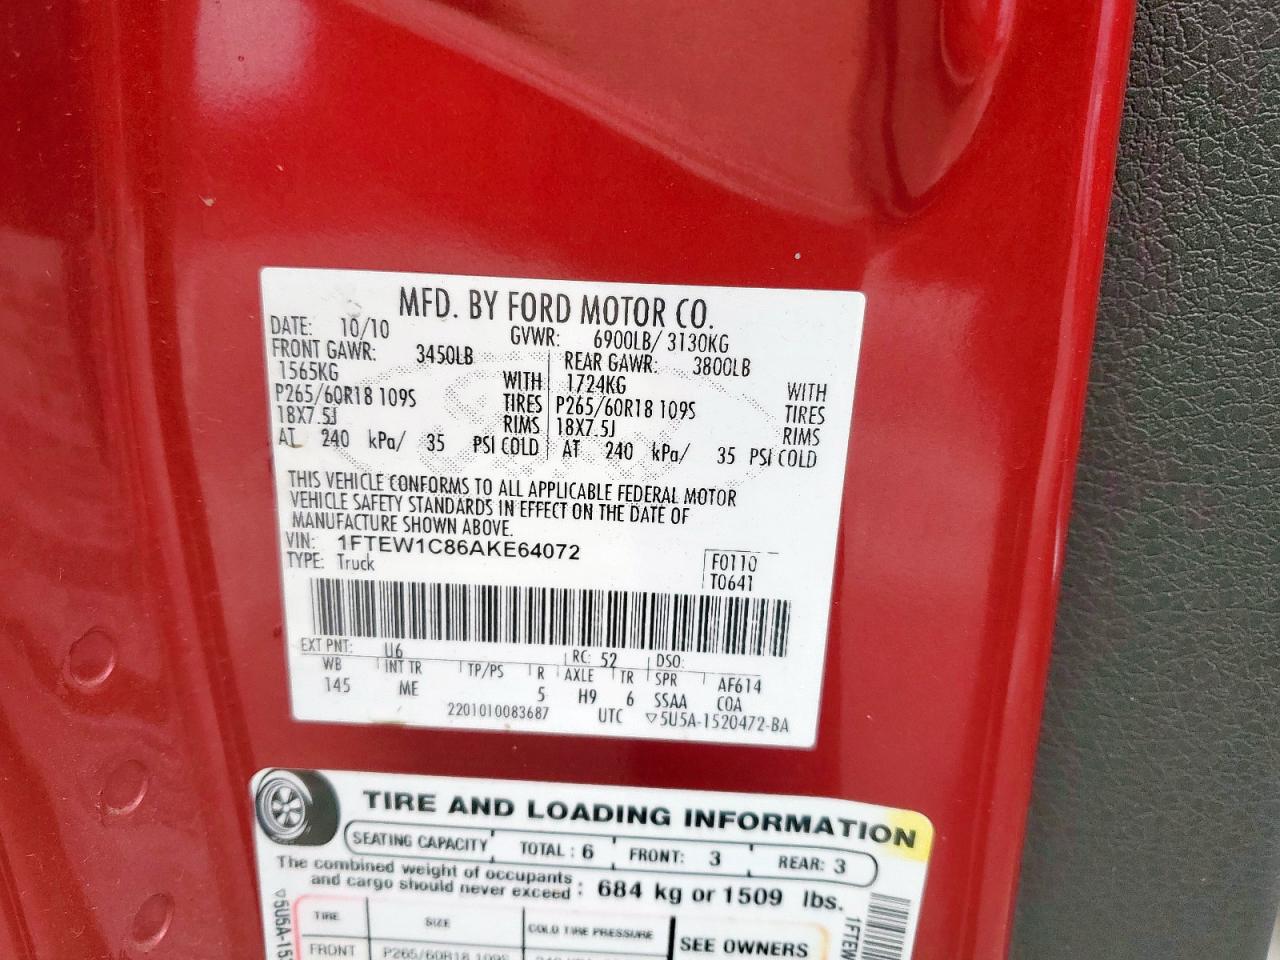 MFD. BY FORD MOTOR CO.
DATE: 10/10 GVWR: 6900LB/ 3130KG
FRONT GAWR: 3450LB REAR GAWR: 3800LB
1565KG WITH 1724KG WITH
P265/60R18 109S TIRES P265/60R18 109S TIRES
18X7.5J RIMS 18X7.5J RIMS
AT 240 kPa/ 35 PSI COLD AT 240 kPa/ 35 PSI COLD
THIS VEHICLE CONFORMS TO ALL APPLICABLE FEDERAL MOTOR
VEHICLE SAFETY STANDARDS IN EFFECT ON THE DATE OF
MANUFACTURE SHOWN ABOVE.
VIN: 1FTEW1C86AKE64072
TYPE: Truck
F0110
T0641
EXT PNT: U6 RC: 52 DSO:
WB INT TR TP/PS R AXLE TR SPR AF614
145 ME 5 H9 6 SSAA COA
2201010083687 UTC ▽5U5A-1520472-BA
TIRE AND LOADING INFORMATION
SEATING CAPACITY TOTAL : 6 FRONT: 3 REAR: 3
The combined weight of occupants
and cargo should never exceed : 684 kg or 1509 lbs.
TIRE SIZE COLD TIRE PRESSURE SEE OWNERS
FRONT P265/60R18 109S
▽5U5A-15
1FTEW